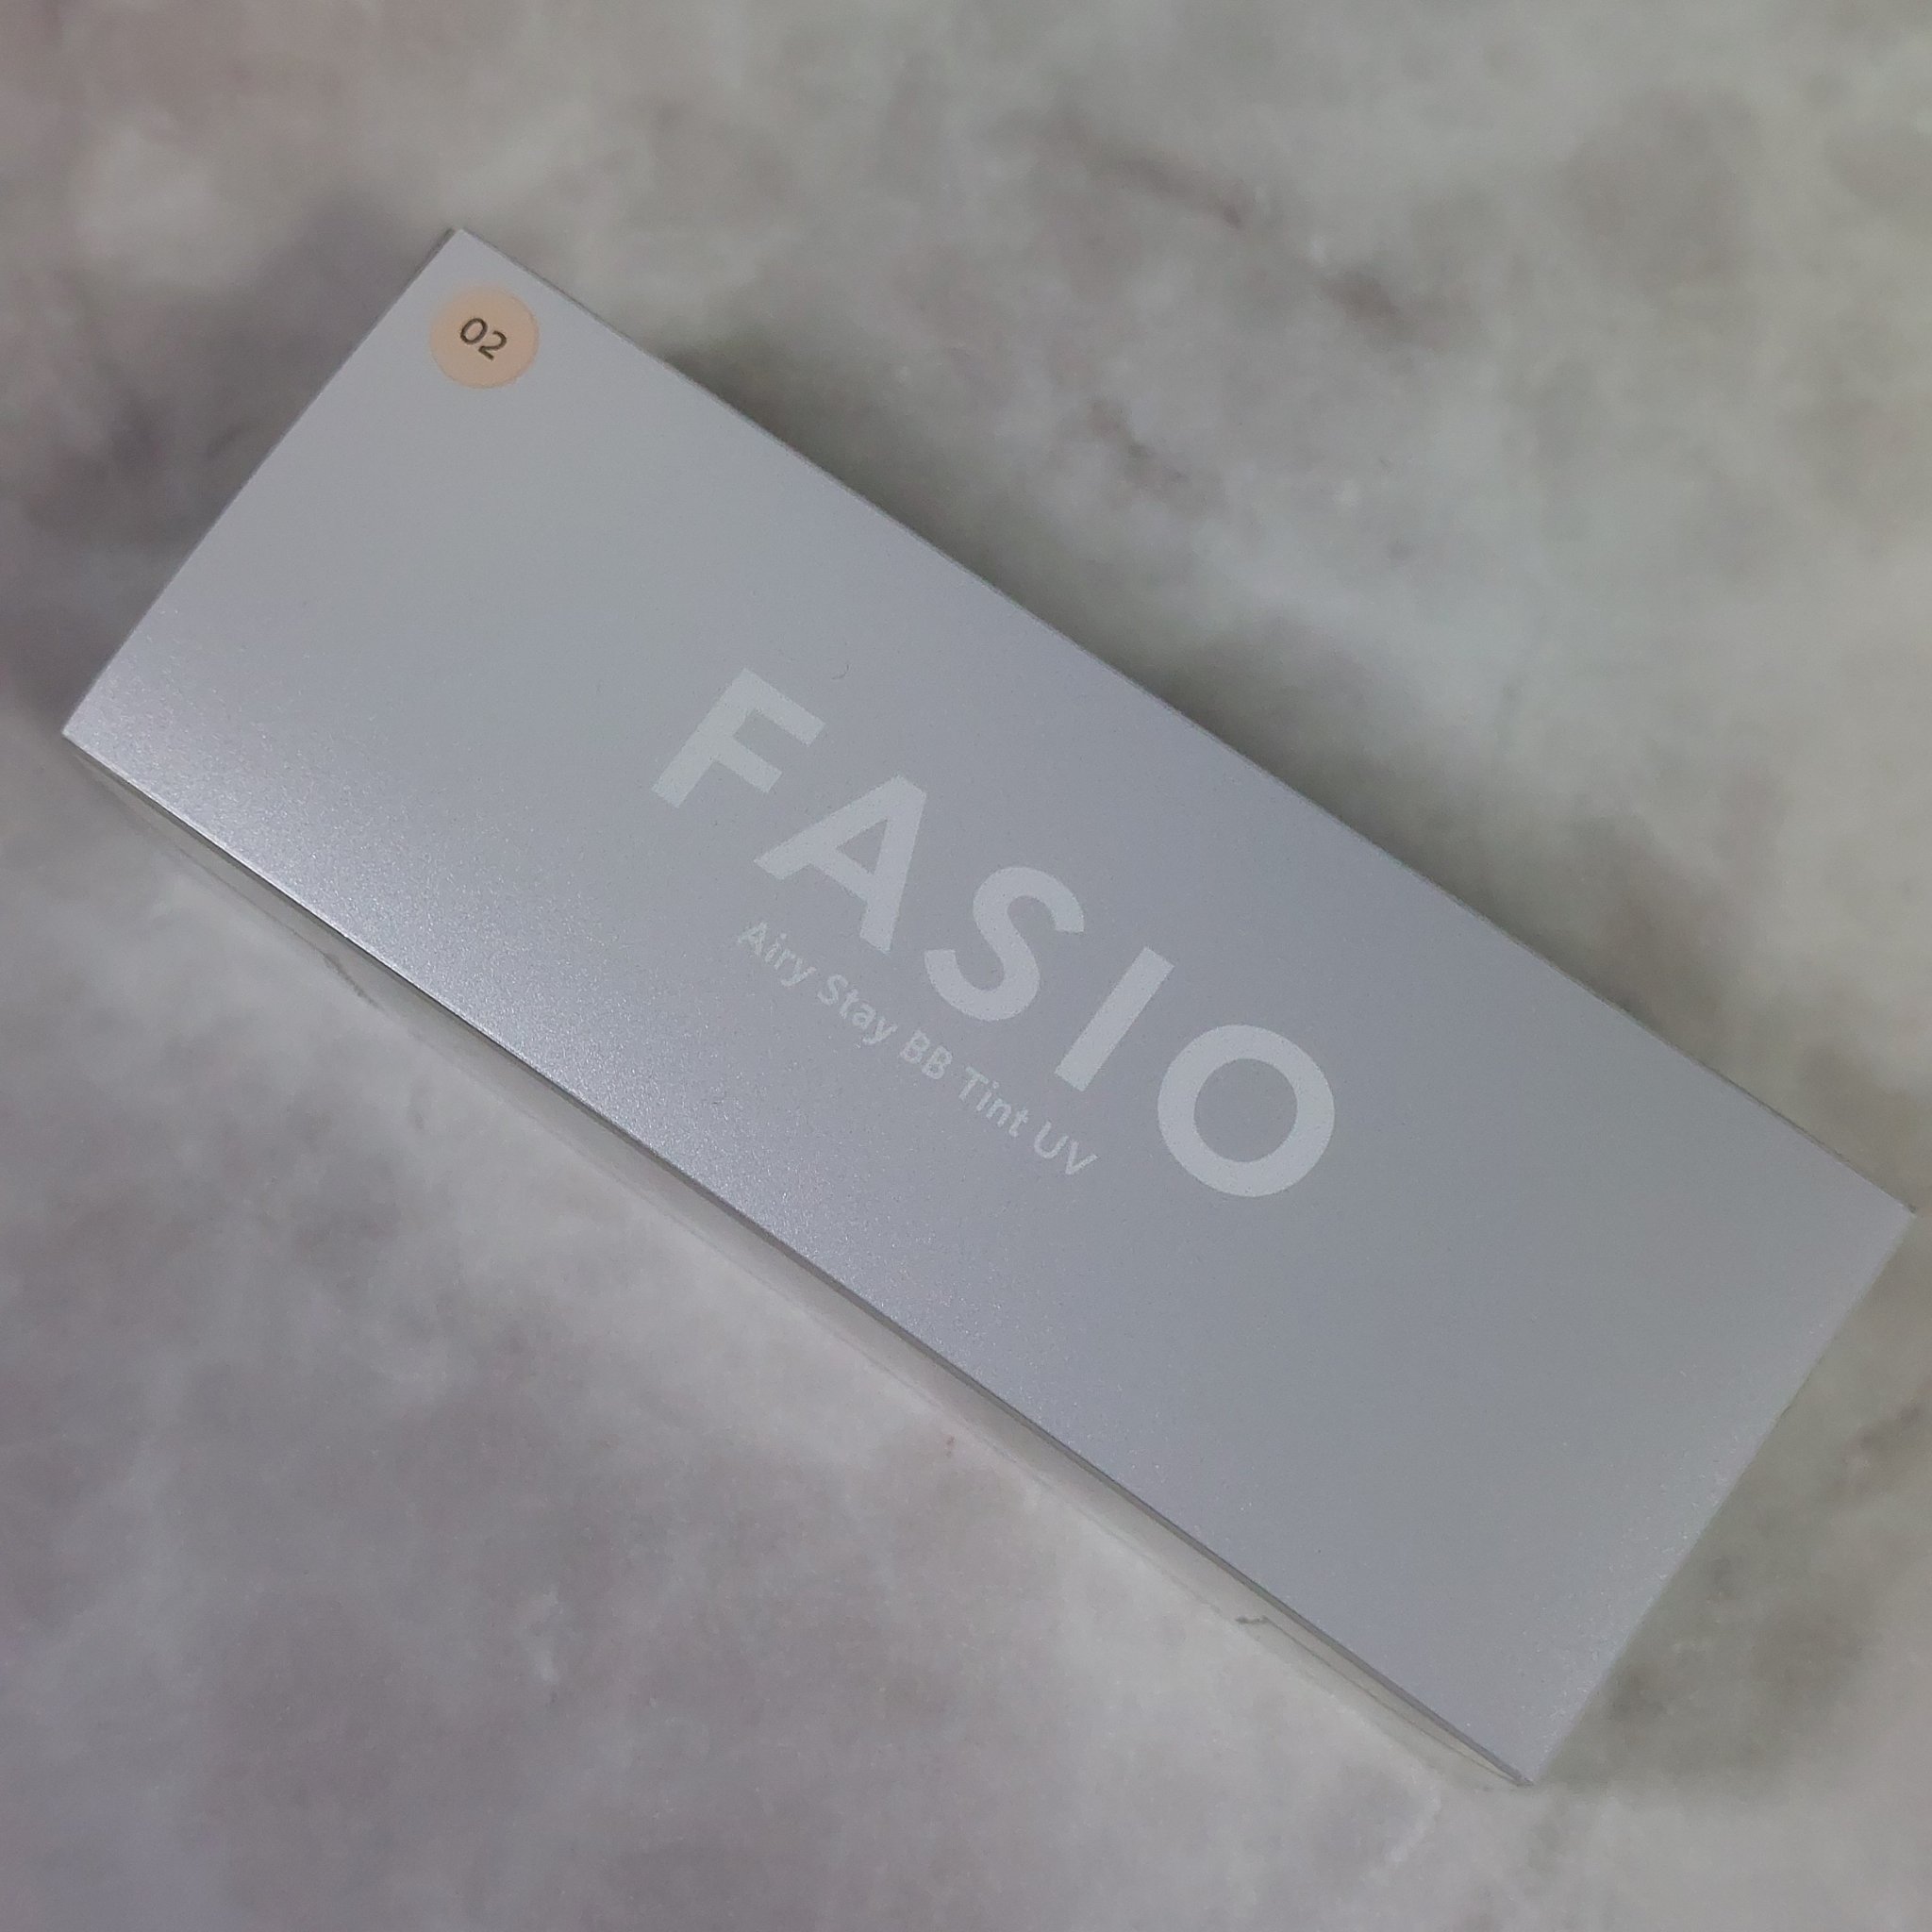 02
FASIO
Airy Stay BB Tint UV